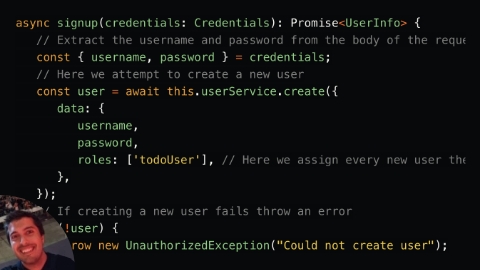 async signup(credentials: Credentials): Promise<UserInfo> {
// Extract the username and password from the body of the reque
const { username, password } = credentials;
// Here we attempt to create a new user
const user = await this.userService.create({
data: {
username,
password,
roles: ['todoUser'], // Here we assign every new user the
},
});
/ If creating a new user fails throw an error
(!user) {
row new UnauthorizedException("Could not create user");